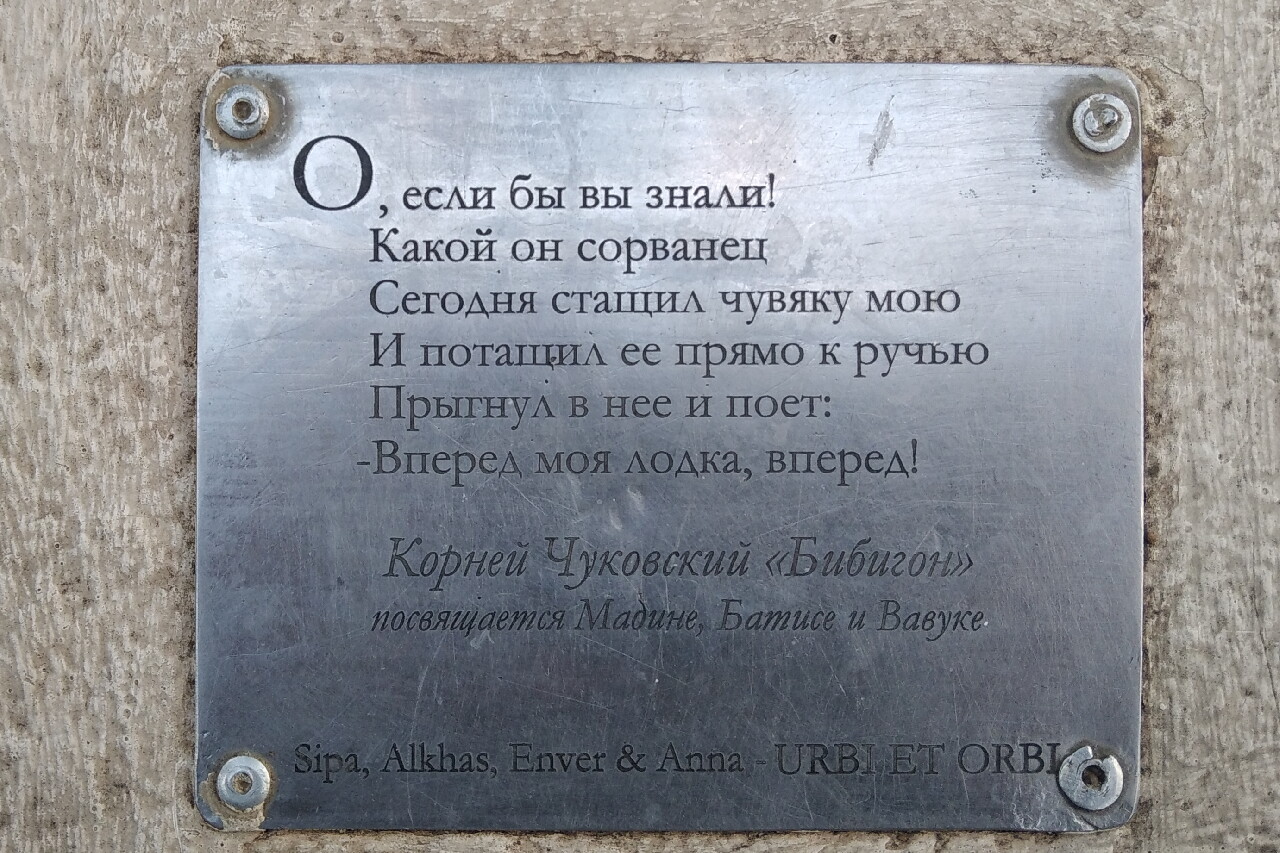 О, если бы вы знали!
Какой он сорванец
Сегодня стащил чувяку мою
И потащил ее прямо к ручью
Прыгнул в нее и поет:
-Вперед моя лодка, вперед!
Корней Чуковский «Бибигон»
посвящается Мадине, Батисе и Вавуке.
Sipa, Alkhas, Enver & Anna - URBI ET ORBI